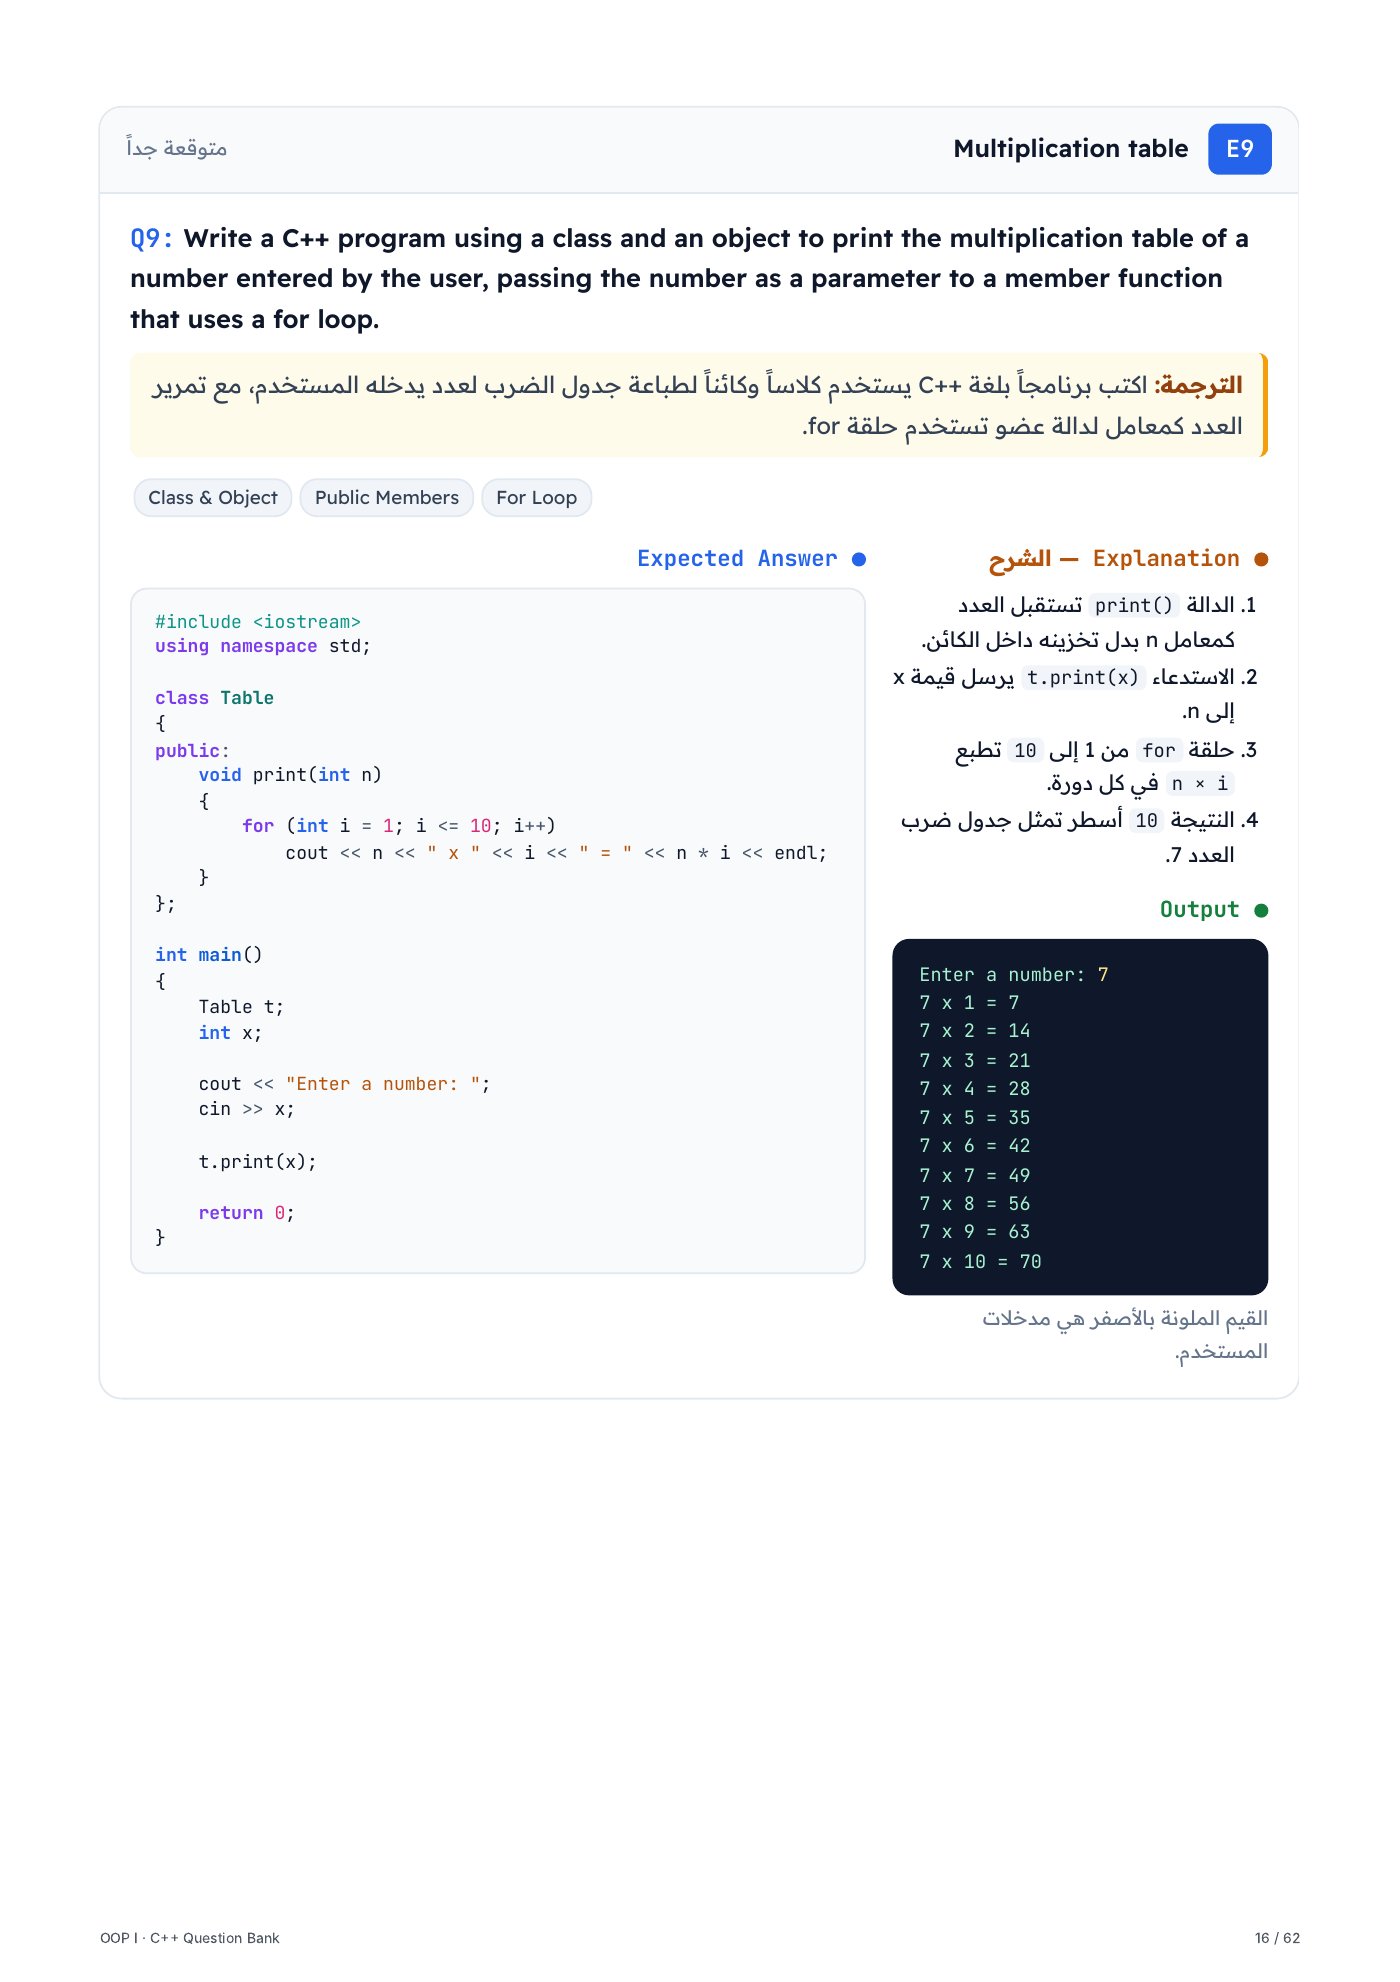 E9 Multiplication table
متوقعة جداً
Q9: Write a C++ program using a class and an object to print the multiplication table of a
number entered by the user, passing the number as a parameter to a member function
that uses a for loop.
الترجمة: اكتب برنامجاً بلغة C++ يستخدم كلاساً وكائناً لطباعة جدول الضرب لعدد يدخله المستخدم، مع تمرير
العدد كمعامل لدالة عضو تستخدم حلقة for.
Class & Object
Public Members
For Loop
Explanation — الشرح
1. الدالة print() تستقبل العدد
كمعامل n بدل تخزينه داخل الكائن.
2. الاستدعاء t.print(x) يرسل قيمة x
إلى n.
3. حلقة for من 1 إلى 10 تطبع
n × i في كل دورة.
4. النتيجة 10 أسطر تمثل جدول ضرب
العدد 7.
Output
Enter a number: 7
7 x 1 = 7
7 x 2 = 14
7 x 3 = 21
7 x 4 = 28
7 x 5 = 35
7 x 6 = 42
7 x 7 = 49
7 x 8 = 56
7 x 9 = 63
7 x 10 = 70
القيم الملونة بالأصفر هي مدخلات
المستخدم.
Expected Answer
#include <iostream>
using namespace std;
class Table
{
public:
    void print(int n)
    {
        for (int i = 1; i <= 10; i++)
            cout << n << " x " << i << " = " << n * i << endl;
    }
};
int main()
{
    Table t;
    int x;
    cout << "Enter a number: ";
    cin >> x;
    t.print(x);
    return 0;
}
OOP I · C++ Question Bank
16 / 62